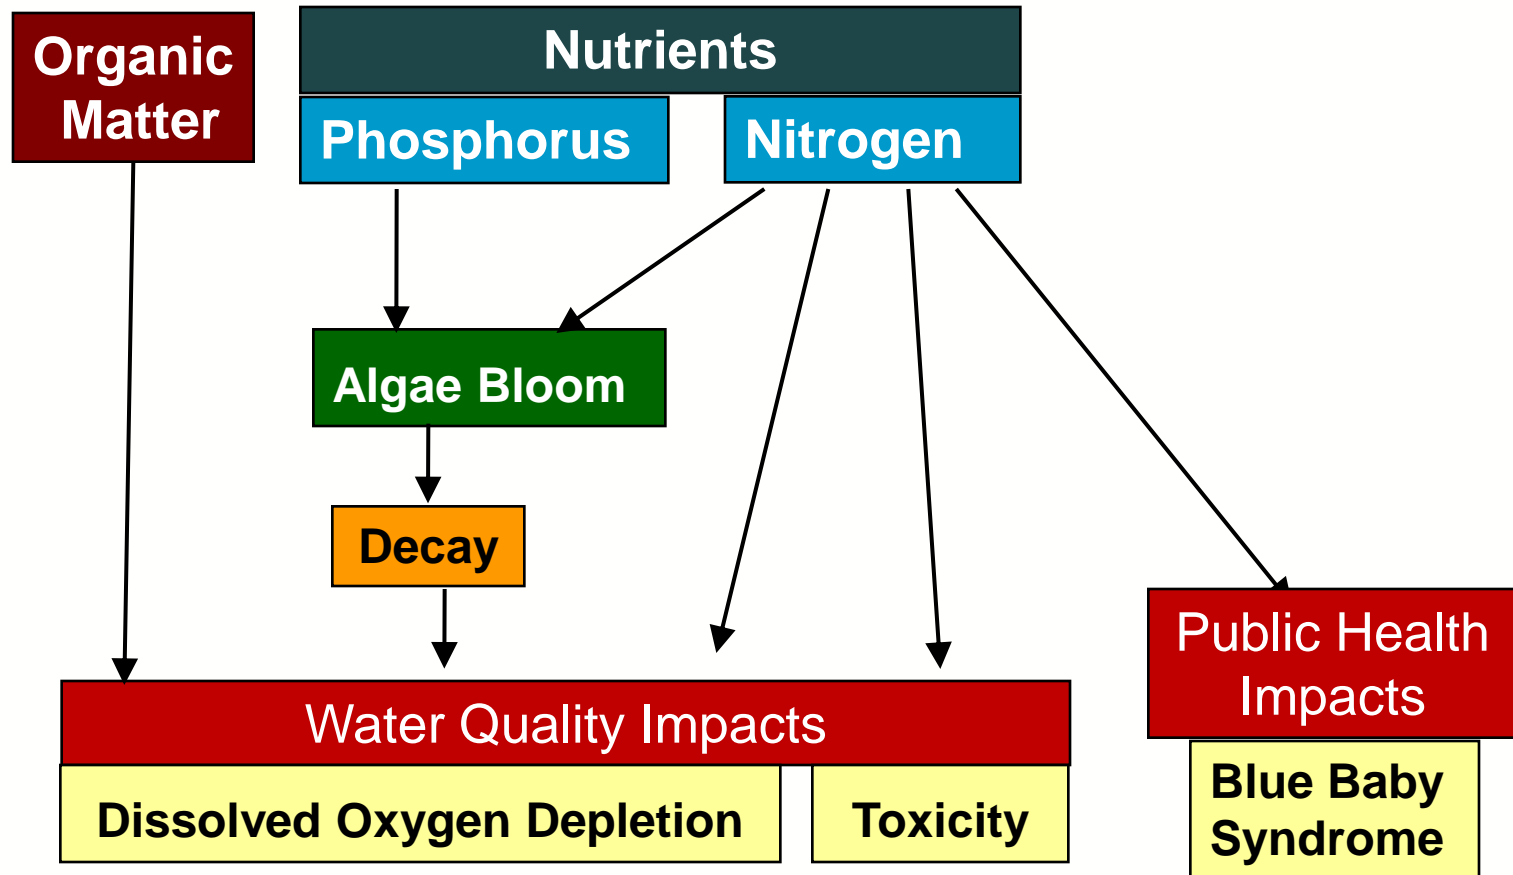 Organic
Matter
Nutrients
Phosphorus
Nitrogen
Algae Bloom
Decay
Water Quality Impacts
Dissolved Oxygen Depletion
Toxicity
Public Health
Impacts
Blue Baby
Syndrome